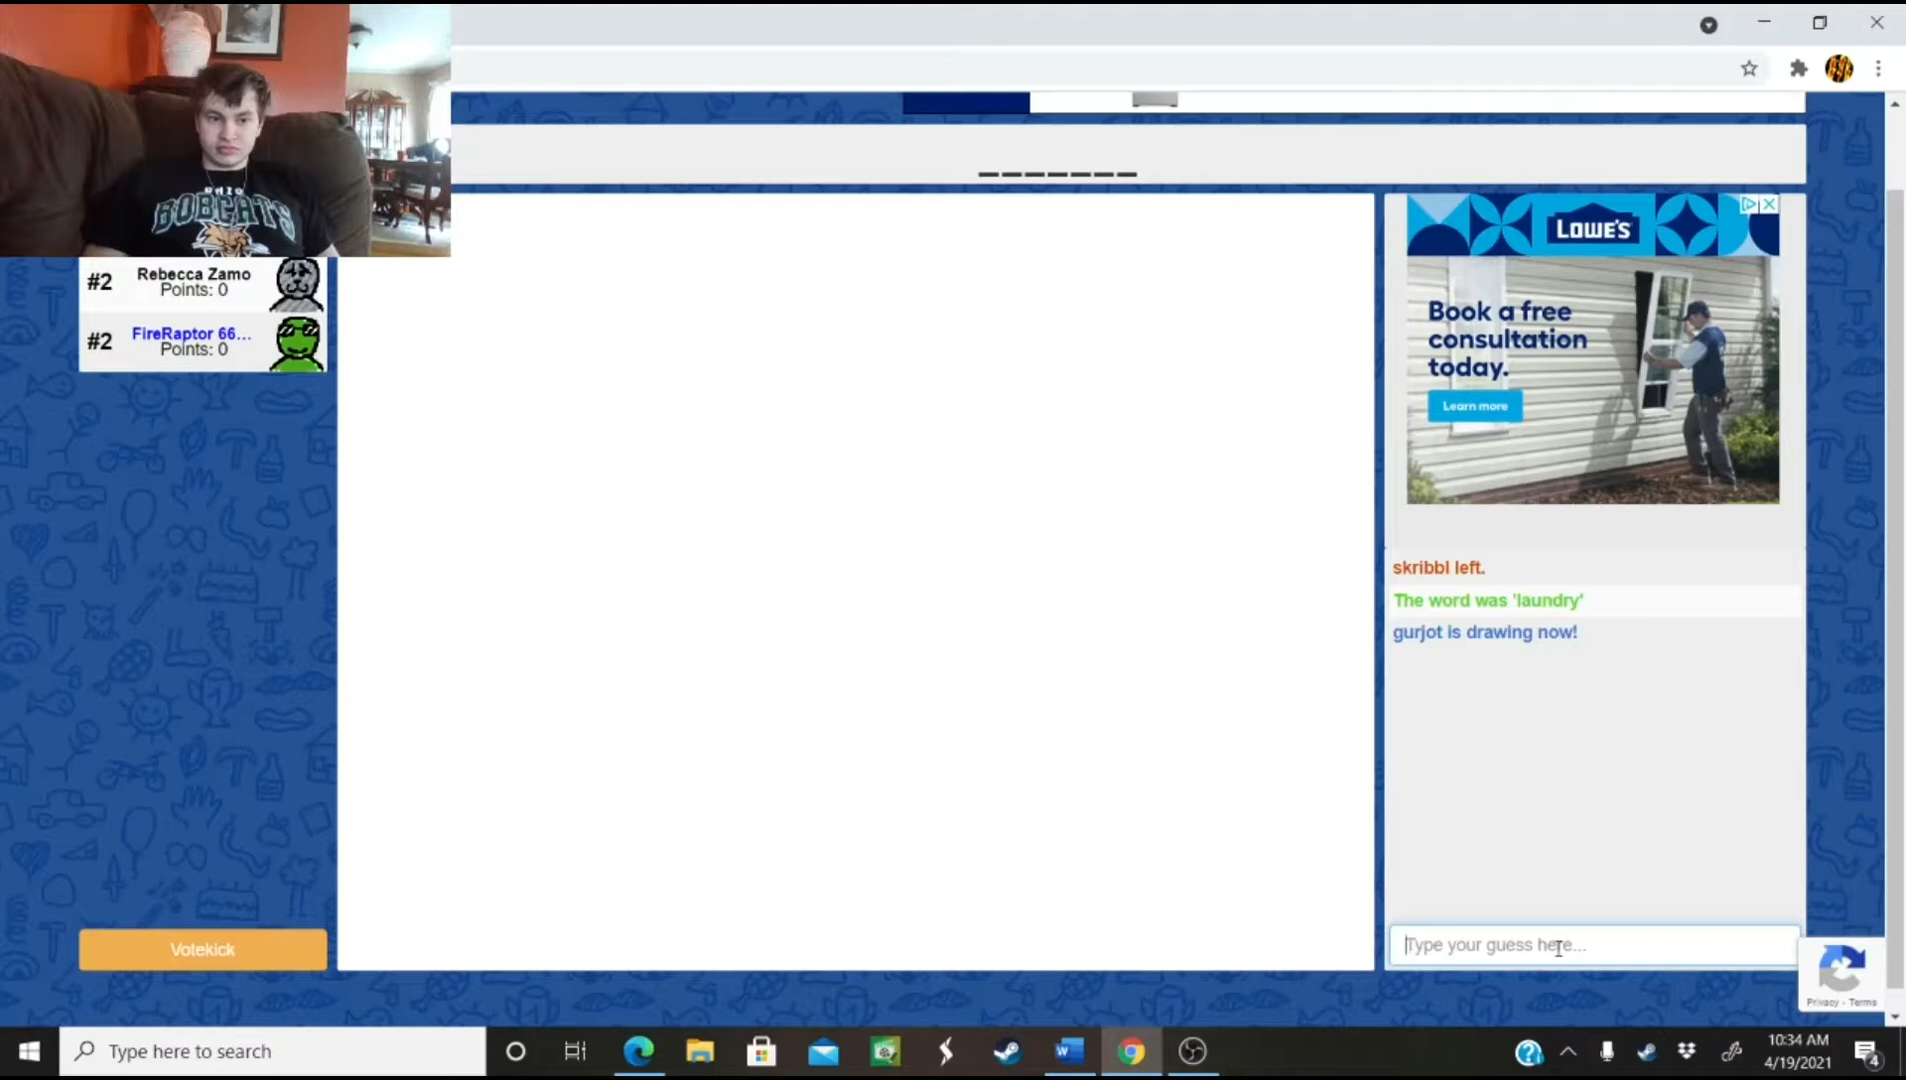 OHIO
BOBCATS
_______
#2
Rebecca Zamo
Points: 0
#2
FireRaptor 66...
Points: 0
Votekick
LOWE'S
Book a free
consultation
today.
Learn more
skribbl left.
The word was 'laundry'
gurjot is drawing now!
Type your guess here...
Privacy - Terms
Type here to search
10:34 AM
4/19/2021
4